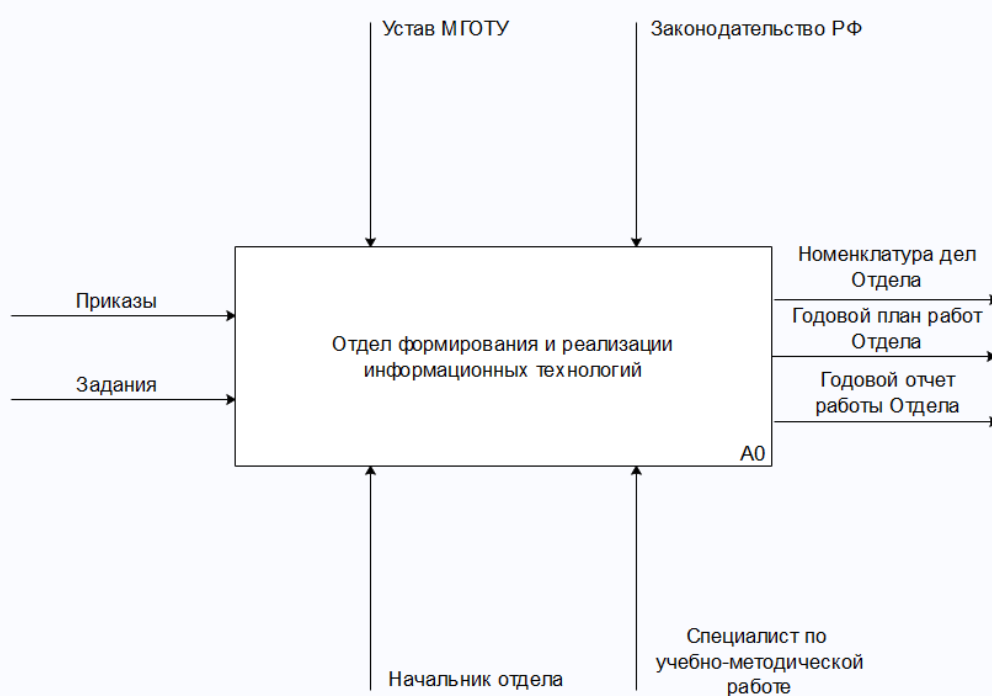 Устав МГОТУ
Законодательство РФ
Приказы
Задания
Отдел формирования и реализации
информационных технологий
A0
Номенклатура дел
Отдела
Годовой план работ
Отдела
Годовой отчет
работы Отдела
Начальник отдела
Специалист по
учебно-методической
работе